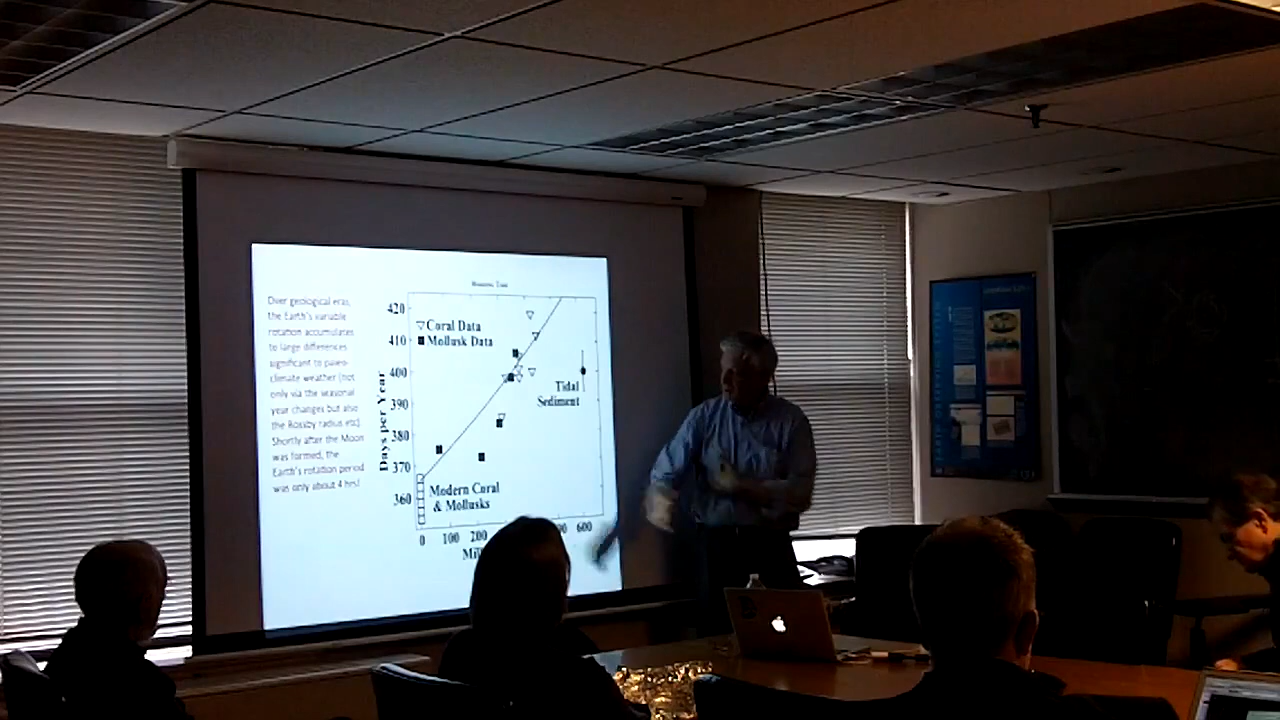 Over geological eras,
the Earth's variable
rotation accumulates
to large differences
significant to paleo-
climate weather (not
only via the seasonal
year changes but also
the Rossby radius etc)
Shortly after the Moon
was formed, the
Earth's rotation period
was only about 4 hrs!
420
410
400
390
380
370
360
Days per Year
Coral Data
Mollusk Data
Tidal
Sediment
Modern Coral
& Mollusks
0 100 200 600